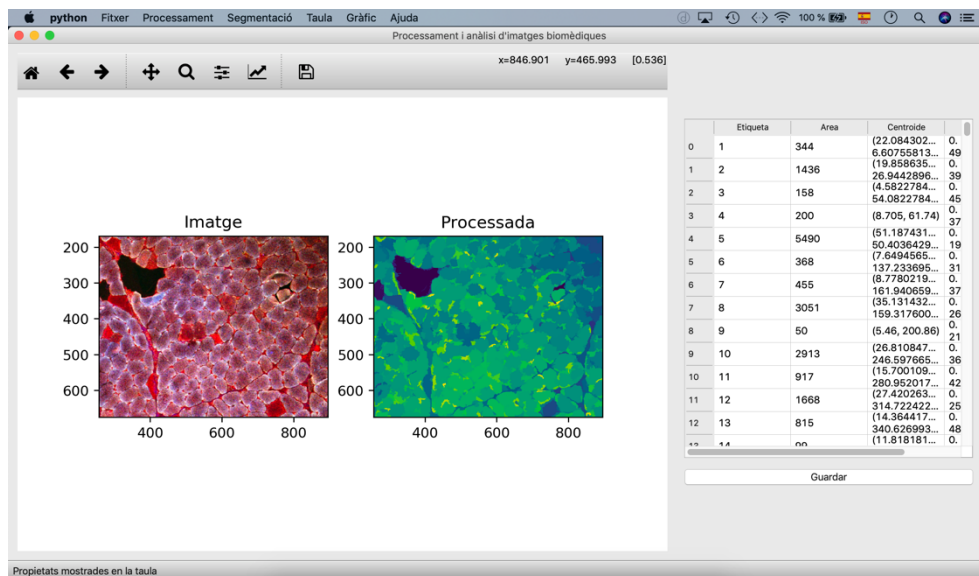 python Fitxer Processament Segmentació Taula Gràfic Ajuda 100 %
Processament i anàlisi d'imatges biomèdiques
x=846.901 y=465.993 [0.536]
Imatge Processada
200 200
300 300
400 400
500 500
600 600
400 600 800 400 600 800
Etiqueta Area Centroide
0 1 344 (22.084302... 6.60755813... 0. 49
1 2 1436 (19.858635... 26.9442896... 0. 39
2 3 158 (4.5822784... 54.0822784... 0. 45
3 4 200 (8.705, 61.74) 0. 37
4 5 5490 (51.187431... 50.4036429... 0. 19
5 6 368 (7.6494565... 137.233695... 0. 31
6 7 455 (8.7780219... 161.940659... 0. 37
7 8 3051 (35.131432... 159.317600... 0. 26
8 9 50 (5.46, 200.86) 0. 21
9 10 2913 (26.810847... 246.597665... 0. 36
10 11 917 (15.700109... 280.952017... 0. 42
11 12 1668 (27.420263... 314.722422... 0. 25
12 13 815 (14.364417... 340.626993... 0. 48
(11.818181... 0.
Guardar
Propietats mostrades en la taula